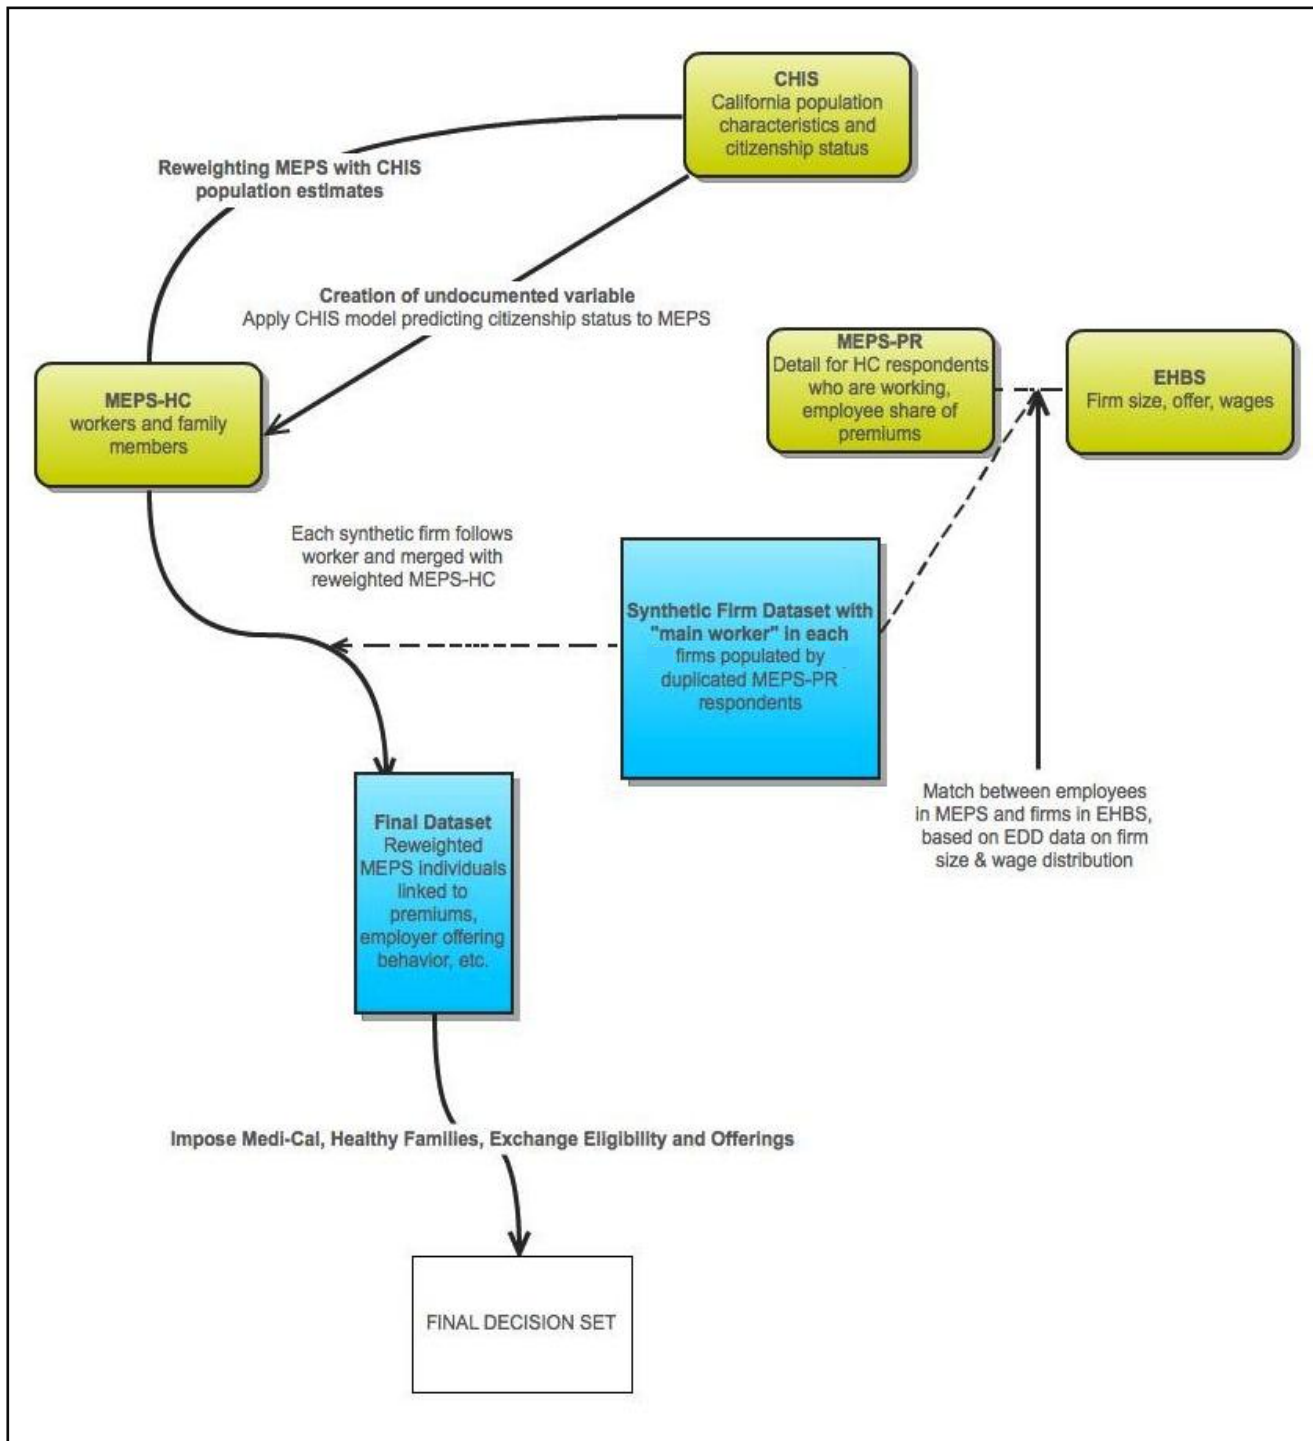 CHIS
California population
characteristics and
citizenship status
Reweighting MEPS with CHIS
population estimates
Creation of undocumented variable
Apply CHIS model predicting citizenship status to MEPS
MEPS-HC
workers and family
members
MEPS-PR
Detail for HC respondents
who are working,
employee share of
premiums
EHBS
Firm size, offer, wages
Each synthetic firm follows
worker and merged with
reweighted MEPS-HC
Synthetic Firm Dataset with
"main worker" in each
firms populated by
duplicated MEPS-PR
respondents
Match between employees
in MEPS and firms in EHBS,
based on EDD data on firm
size & wage distribution
Final Dataset
Reweighted
MEPS individuals
linked to
premiums,
employer offering
behavior, etc.
Impose Medi-Cal, Healthy Families, Exchange Eligibility and Offerings
FINAL DECISION SET